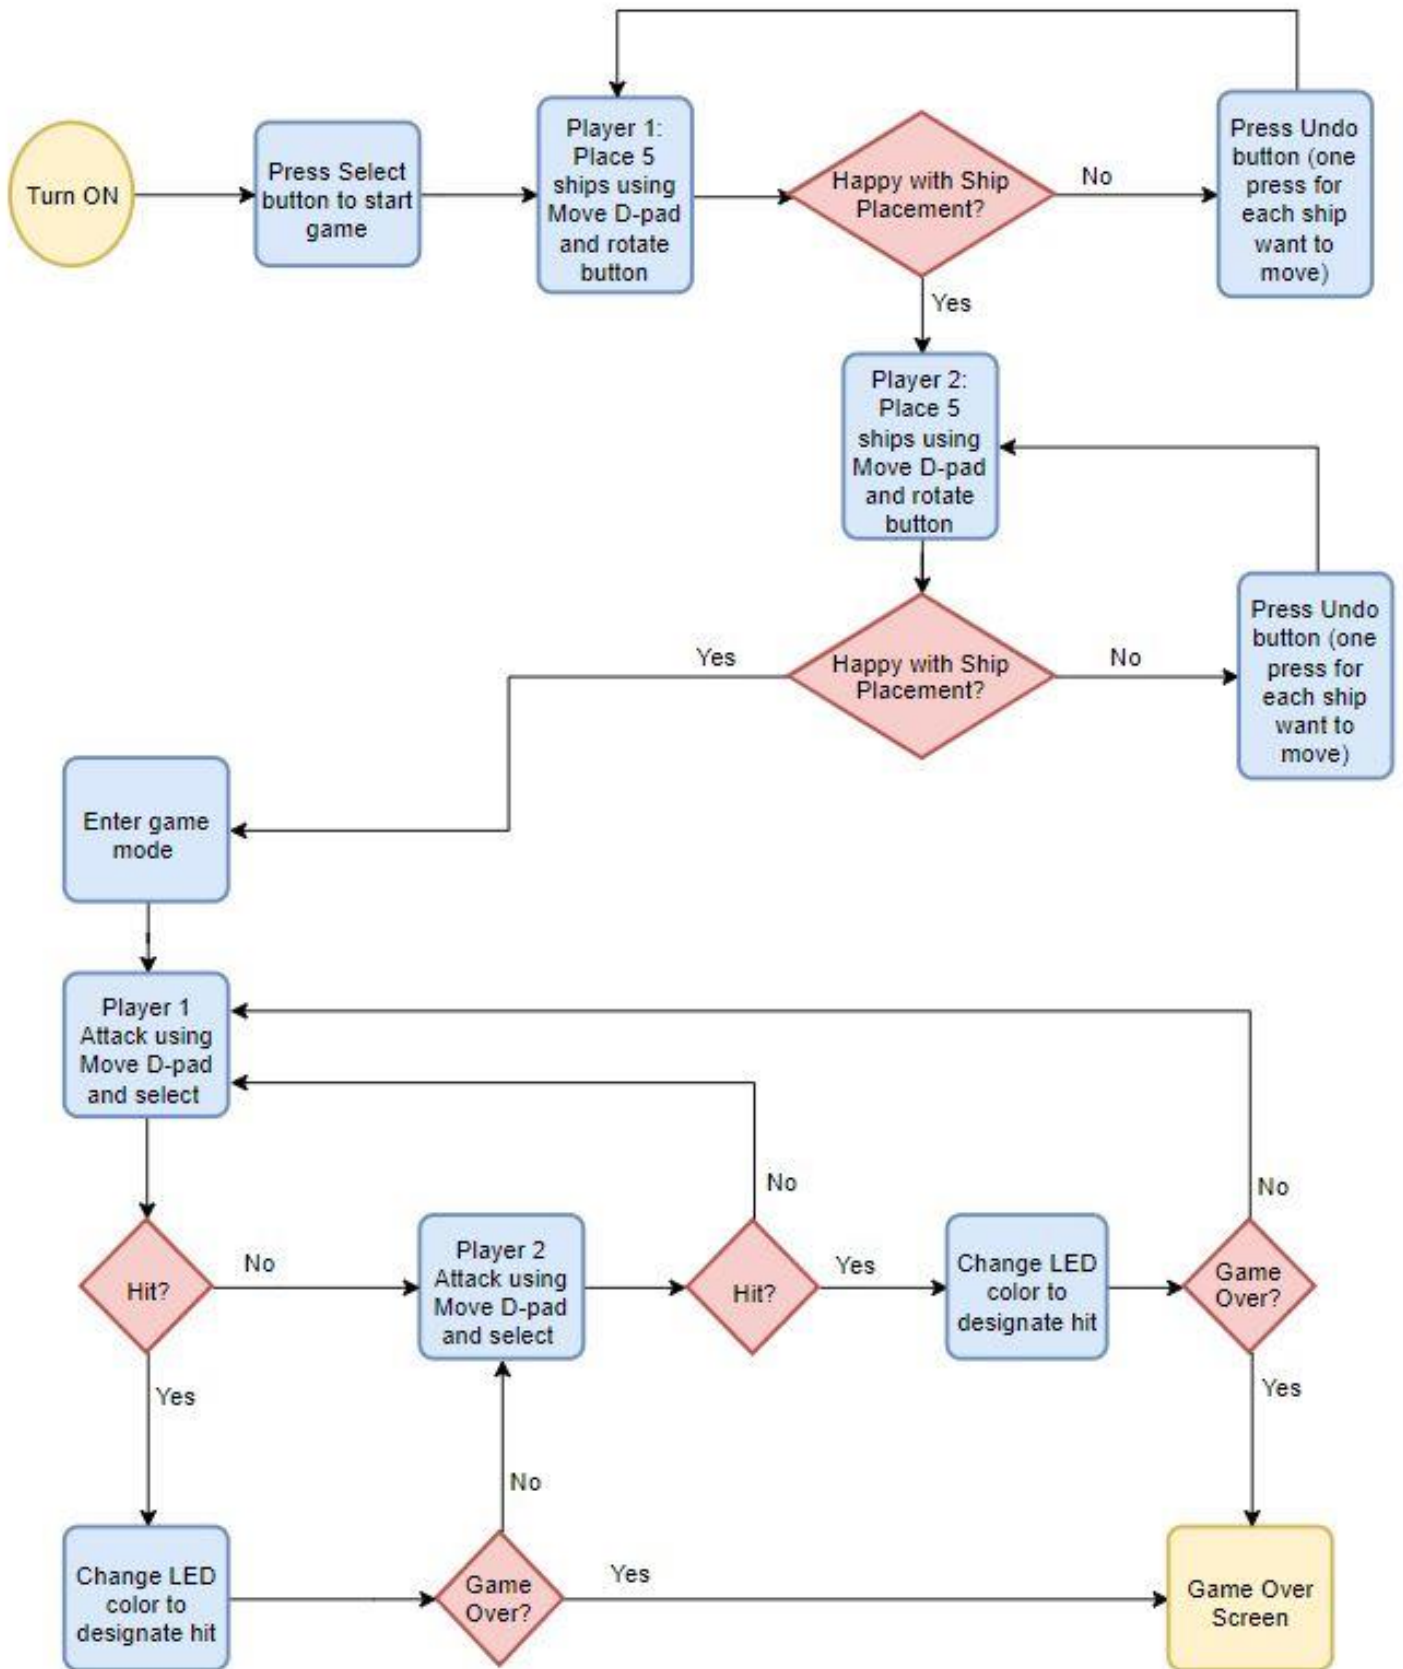 Turn ON
Press Select
button to start
game
Player 1:
Place 5
ships using
Move D-pad
and rotate
button
Happy with Ship
Placement?
No
Press Undo
button (one
press for
each ship
want to
move)
Yes
Player 2:
Place 5
ships using
Move D-pad
and rotate
button
Happy with Ship
Placement?
Yes
No
Press Undo
button (one
press for
each ship
want to
move)
Enter game
mode
Player 1
Attack using
Move D-pad
and select
Hit?
No
Player 2
Attack using
Move D-pad
and select
Hit?
No
Yes
Change LED
color to
designate hit
Game
Over?
No
Yes
Yes
Change LED
color to
designate hit
Game
Over?
No
Yes
Game Over
Screen